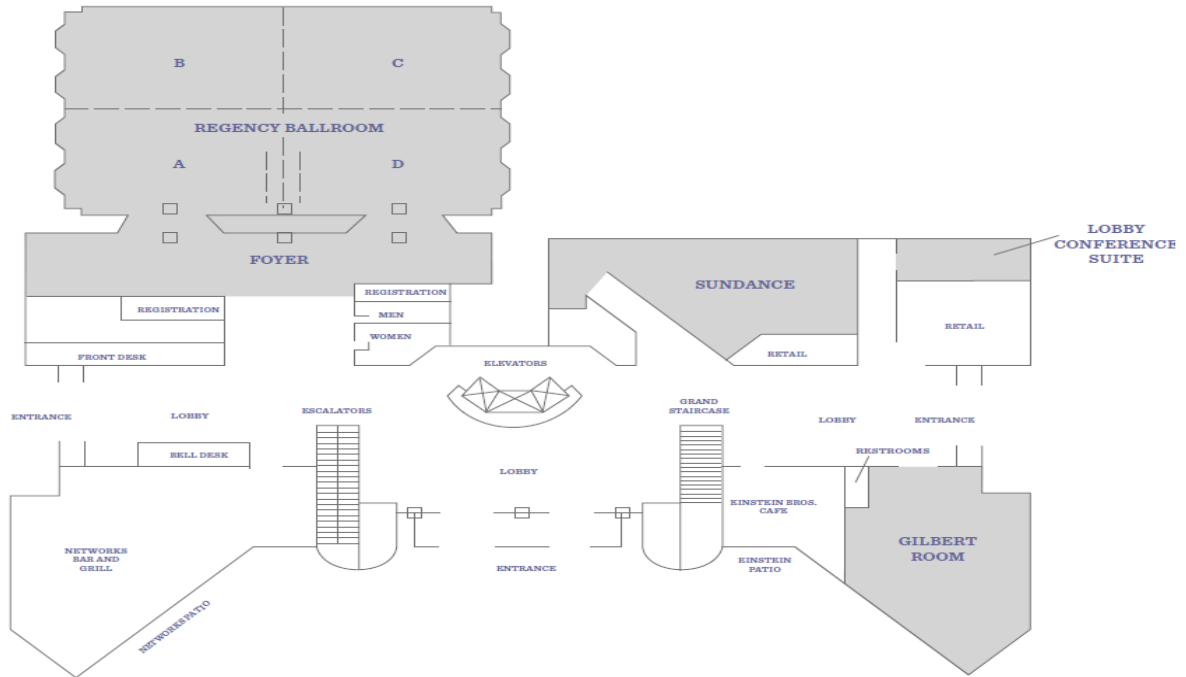 B
C
REGENCY BALLROOM
A
D
FOYER
LOBBY
CONFERENCE
SUITE
SUNDANCE
REGISTRATION
REGISTRATION
MEN
WOMEN
RETAIL
FRONT DESK
RETAIL
ELEVATORS
ENTRANCE
LOBBY
ESCALATORS
GRAND
STAIRCASE
LOBBY
ENTRANCE
BELL DESK
RESTROOMS
LOBBY
EINSTEIN BROS.
CAFE
GILBERT
ROOM
NETWORKS
BAR AND
GRILL
ENTRANCE
EINSTEIN
PATIO
NETWORKS PATIO